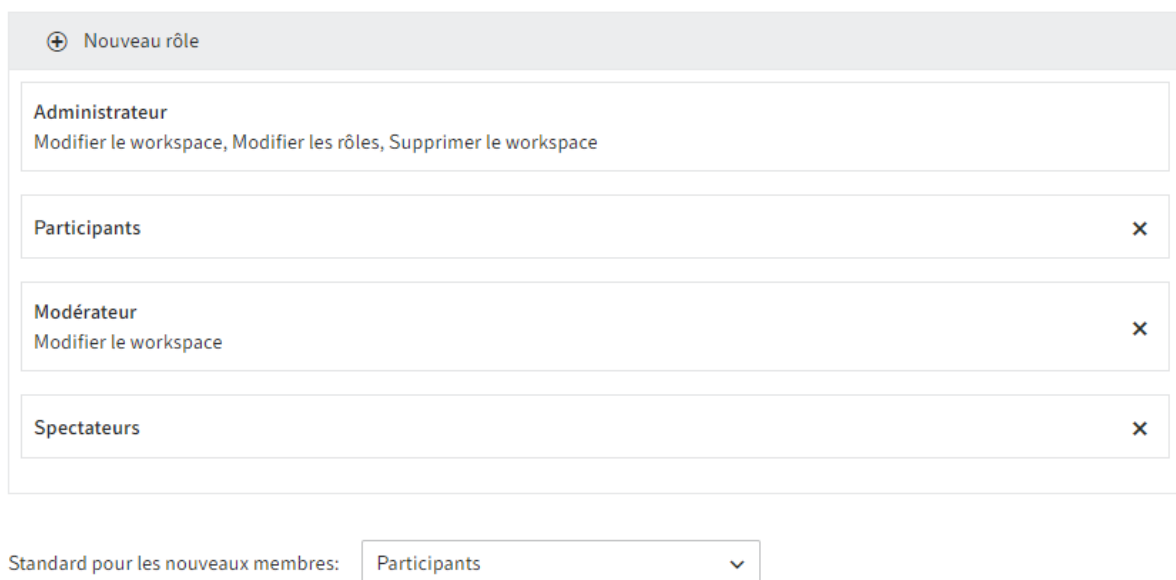 Nouveau rôle
Administrateur
Modifier le workspace, Modifier les rôles, Supprimer le workspace
Participants
Modérateur
Modifier le workspace
Spectateurs
Standard pour les nouveaux membres: Participants